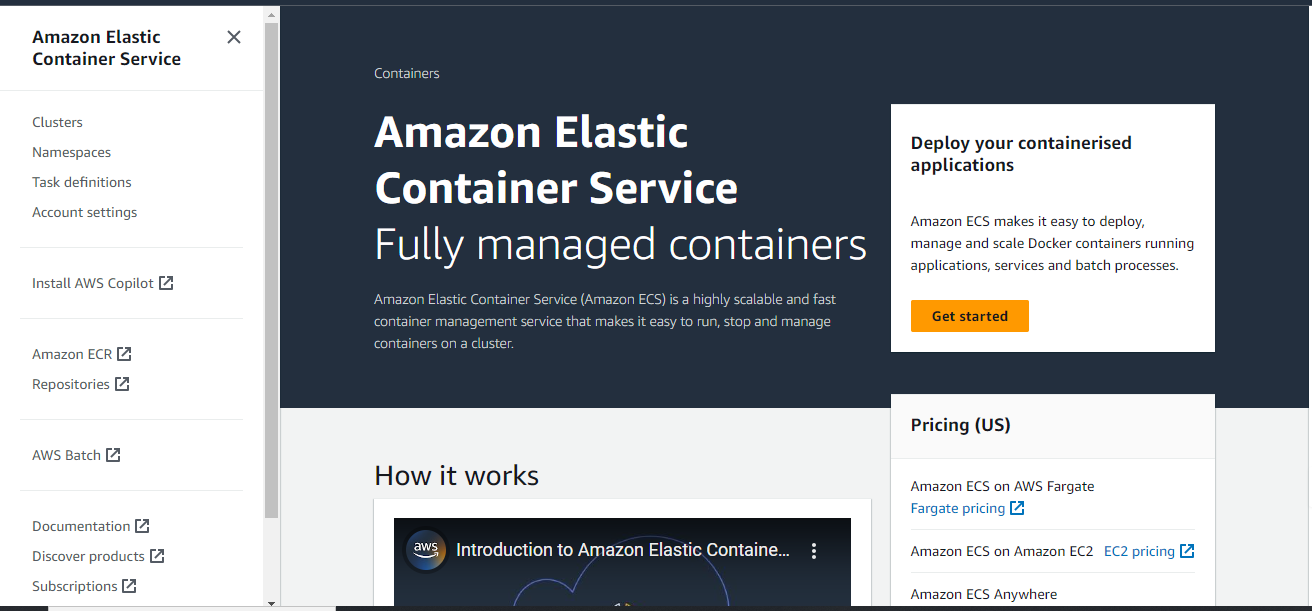 Amazon Elastic
Container Service
Clusters
Namespaces
Task definitions
Account settings
Install AWS Copilot
Amazon ECR
Repositories
AWS Batch
Documentation
Discover products
Subscriptions
Containers
Amazon Elastic
Container Service
Fully managed containers
Amazon Elastic Container Service (Amazon ECS) is a highly scalable and fast
container management service that makes it easy to run, stop and manage
containers on a cluster.
Deploy your containerised
applications
Amazon ECS makes it easy to deploy,
manage and scale Docker containers running
applications, services and batch processes.
Get started
How it works
aws
Introduction to Amazon Elastic Containe...
Pricing (US)
Amazon ECS on AWS Fargate
Fargate pricing
Amazon ECS on Amazon EC2 EC2 pricing
Amazon ECS Anywhere